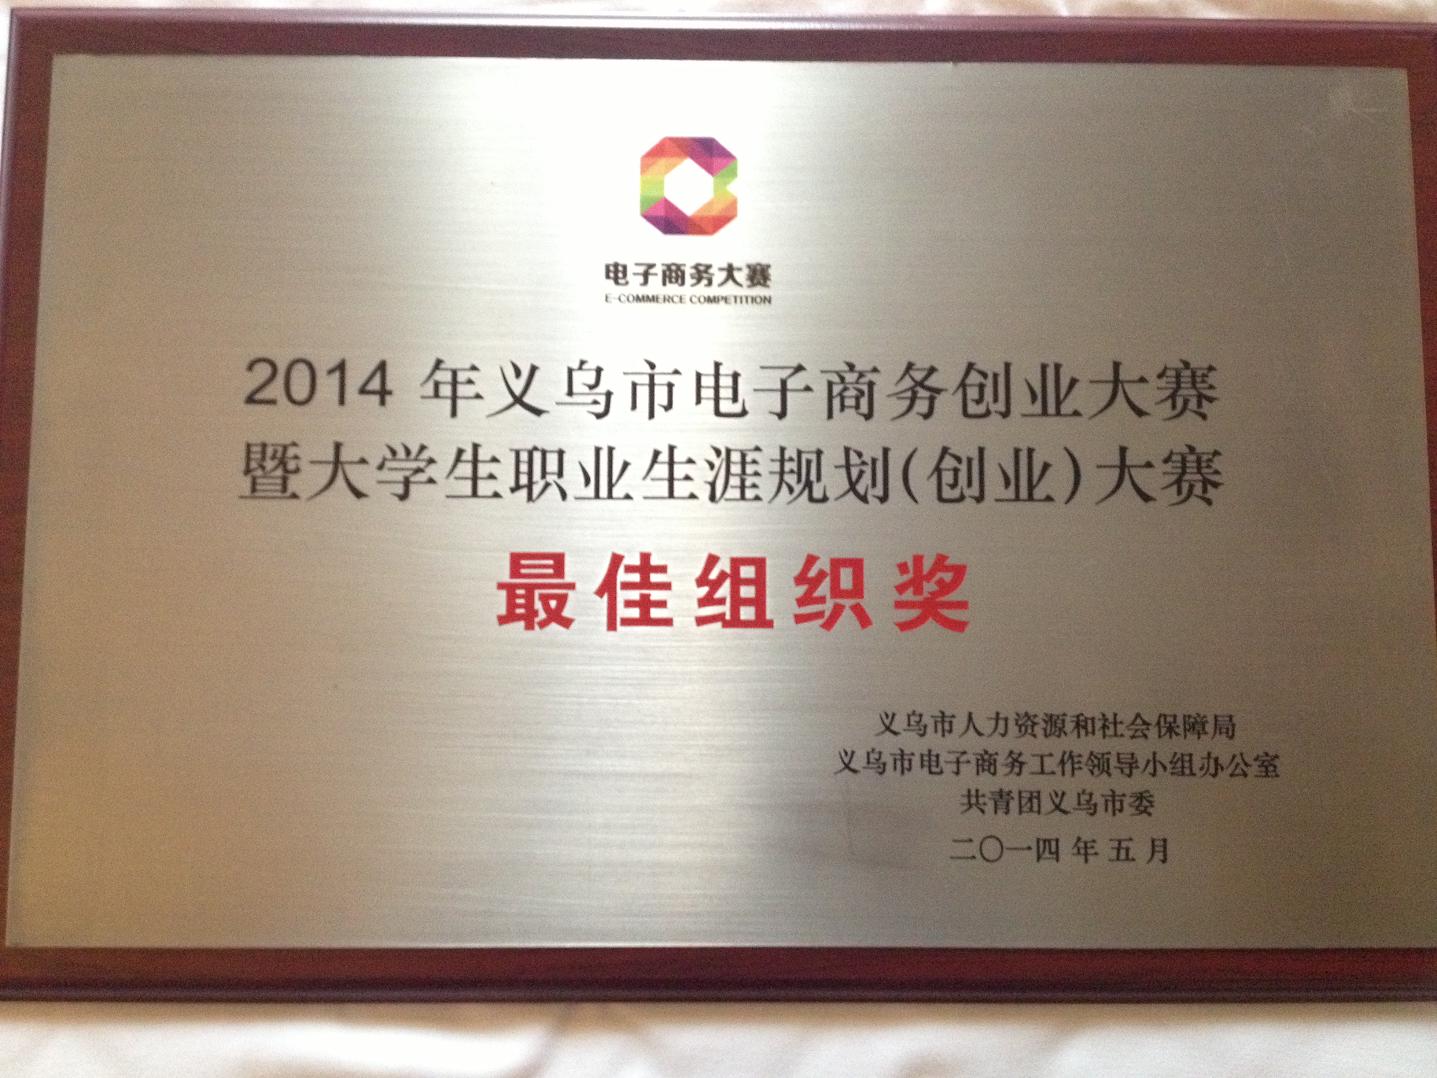 电子商务大赛
E-COMMERCE COMPETITION
2014 年义乌市电子商务创业大赛
暨大学生职业生涯规划(创业)大赛
最佳组织奖
义乌市人力资源和社会保障局
义乌市电子商务工作领导小组办公室
共青团义乌市委
二〇一四 年 五 月